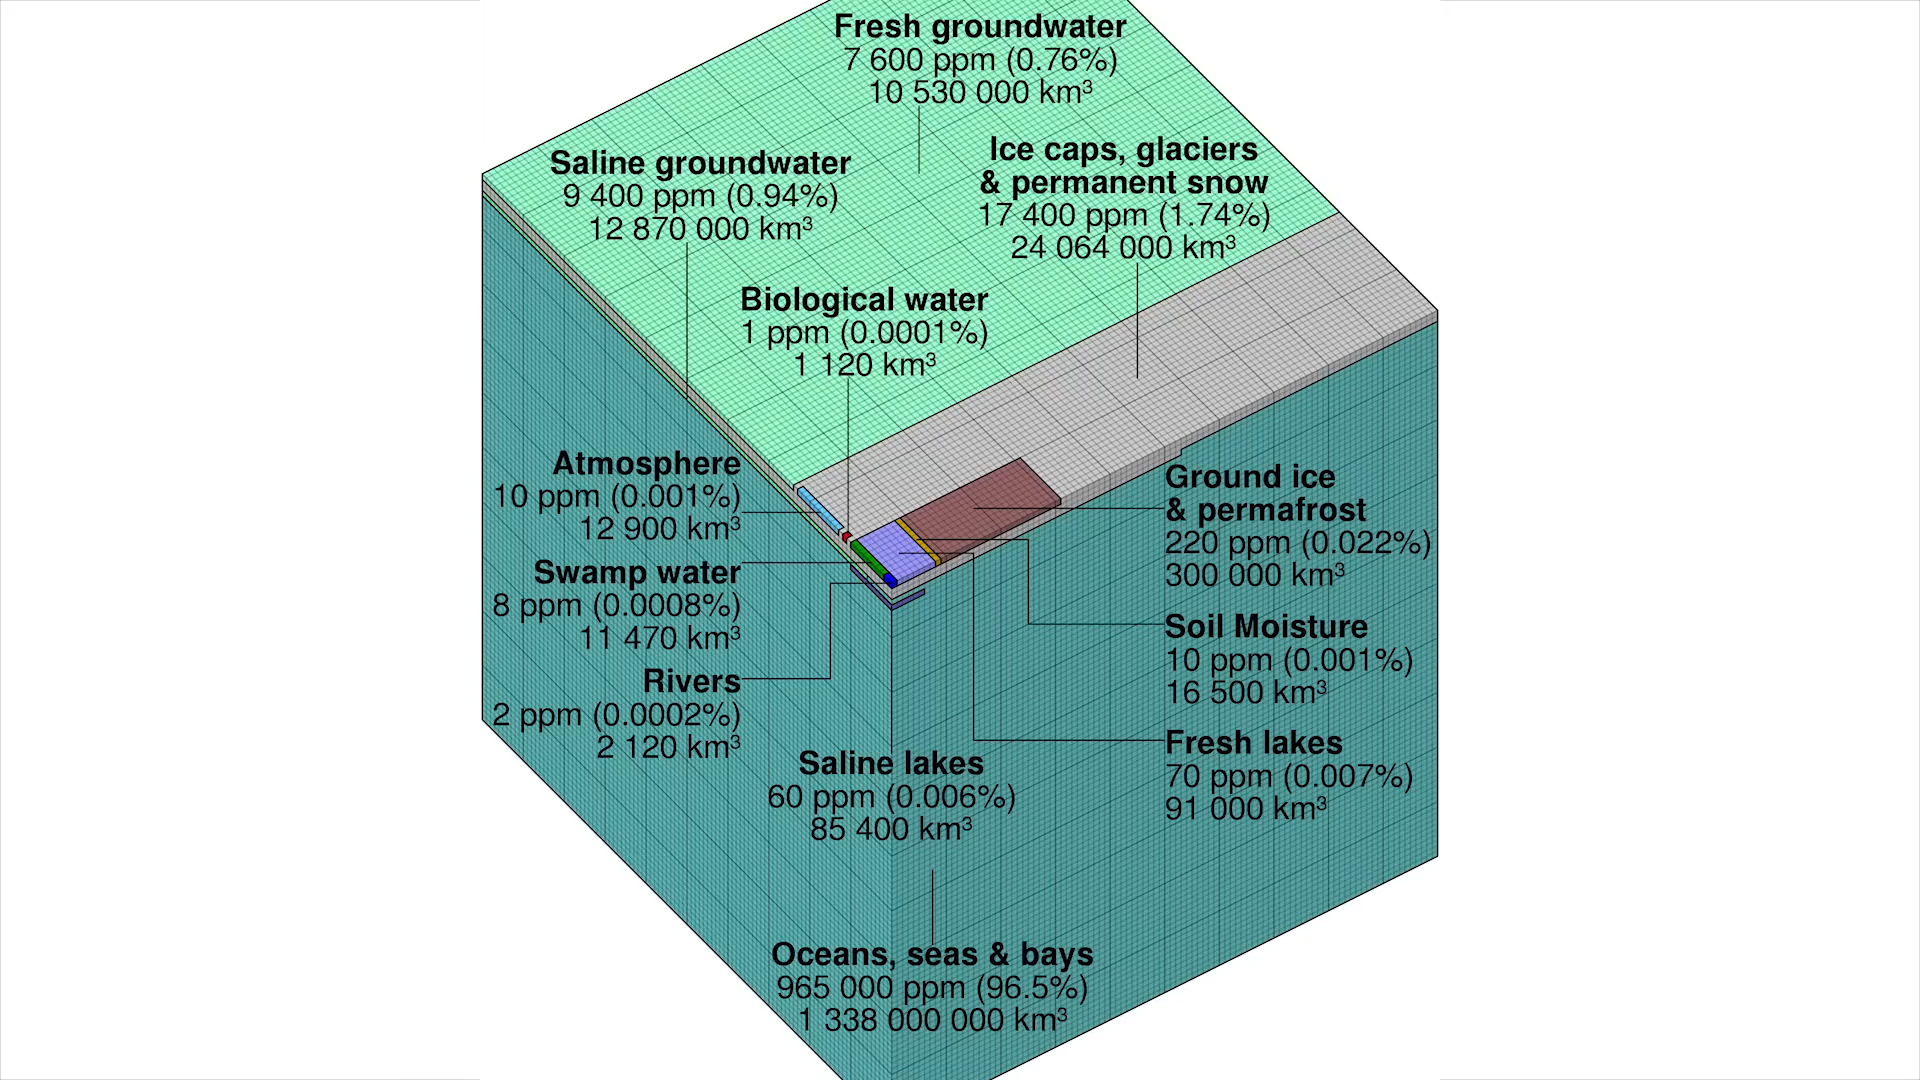 Fresh groundwater
7 600 ppm (0.76%)
10 530 000 km³
Ice caps, glaciers
& permanent snow
17 400 ppm (1.74%)
24 064 000 km³
Saline groundwater
9 400 ppm (0.94%)
12 870 000 km³
Biological water
1 ppm (0.0001%)
1 120 km³
Atmosphere
10 ppm (0.001%)
12 900 km³
Swamp water
8 ppm (0.0008%)
11 470 km³
Rivers
2 ppm (0.0002%)
2 120 km³
Ground ice
& permafrost
220 ppm (0.022%)
300 000 km³
Soil Moisture
10 ppm (0.001%)
16 500 km³
Fresh lakes
70 ppm (0.007%)
91 000 km³
Saline lakes
60 ppm (0.006%)
85 400 km³
Oceans, seas & bays
965 000 ppm (96.5%)
1 338 000 000 km³